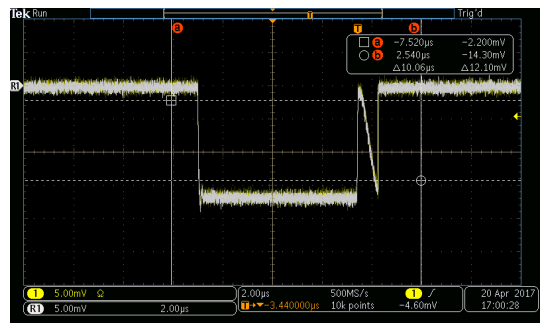 Tek Run Trig'd
a b
T
T
a -7.520µs -2.200mV
b 2.540µs -14.30mV
Δ10.06µs Δ12.10mV
R1
1 5.00mV Ω 2.00µs 500MS/s 1 / 20 Apr 2017
R1 5.00mV 2.00µs T→▼-3.440000µs 10k points -4.60mV 17:00:28